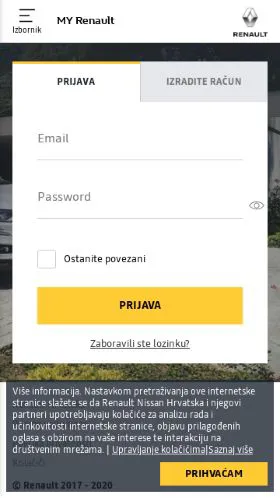 Izbornik
MY Renault
RENAULT
PRIJAVA
IZRADITE RAČUN
Email
Password
Ostanite povezani
PRIJAVA
Zaboravili ste lozinku?
Više informacija. Nastavkom pretraživanja ove internetske
stranice slažete se da Renault Nissan Hrvatska i njegovi
partneri upotrebljavaju kolačiće za analizu rada i
učinkovitosti internetske stranice, objavu prilagođenih
oglasa s obzirom na vaše interese te interakciju na
društvenim mrežama. | Upravljanje kolačićima|Saznaj više
Kolačići
PRIHVAĆAM
© Renault 2017 - 2020